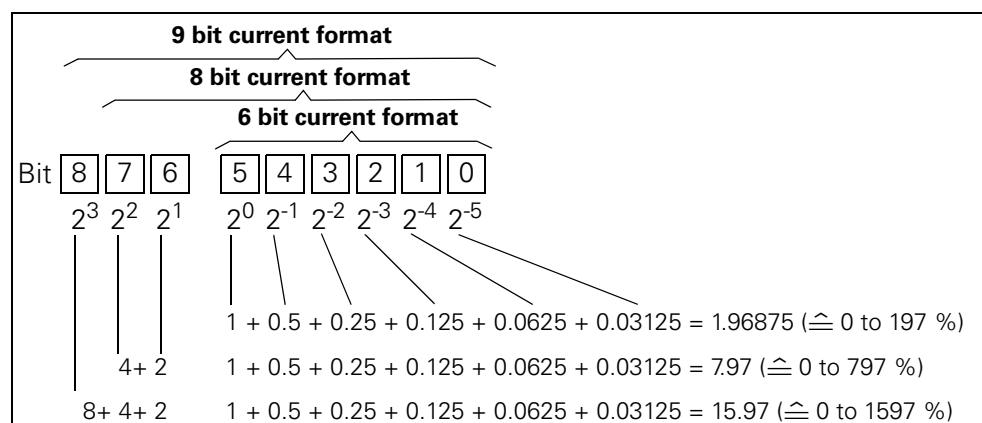 9 bit current format
8 bit current format
6 bit current format
Bit 8 7 6 5 4 3 2 1 0
2³ 2² 2¹ 2⁰ 2⁻¹ 2⁻² 2⁻³ 2⁻⁴ 2⁻⁵
1 + 0.5 + 0.25 + 0.125 + 0.0625 + 0.03125 = 1.96875 (≙ 0 to 197 %)
4+ 2 1 + 0.5 + 0.25 + 0.125 + 0.0625 + 0.03125 = 7.97 (≙ 0 to 797 %)
8+ 4+ 2 1 + 0.5 + 0.25 + 0.125 + 0.0625 + 0.03125 = 15.97 (≙ 0 to 1597 %)